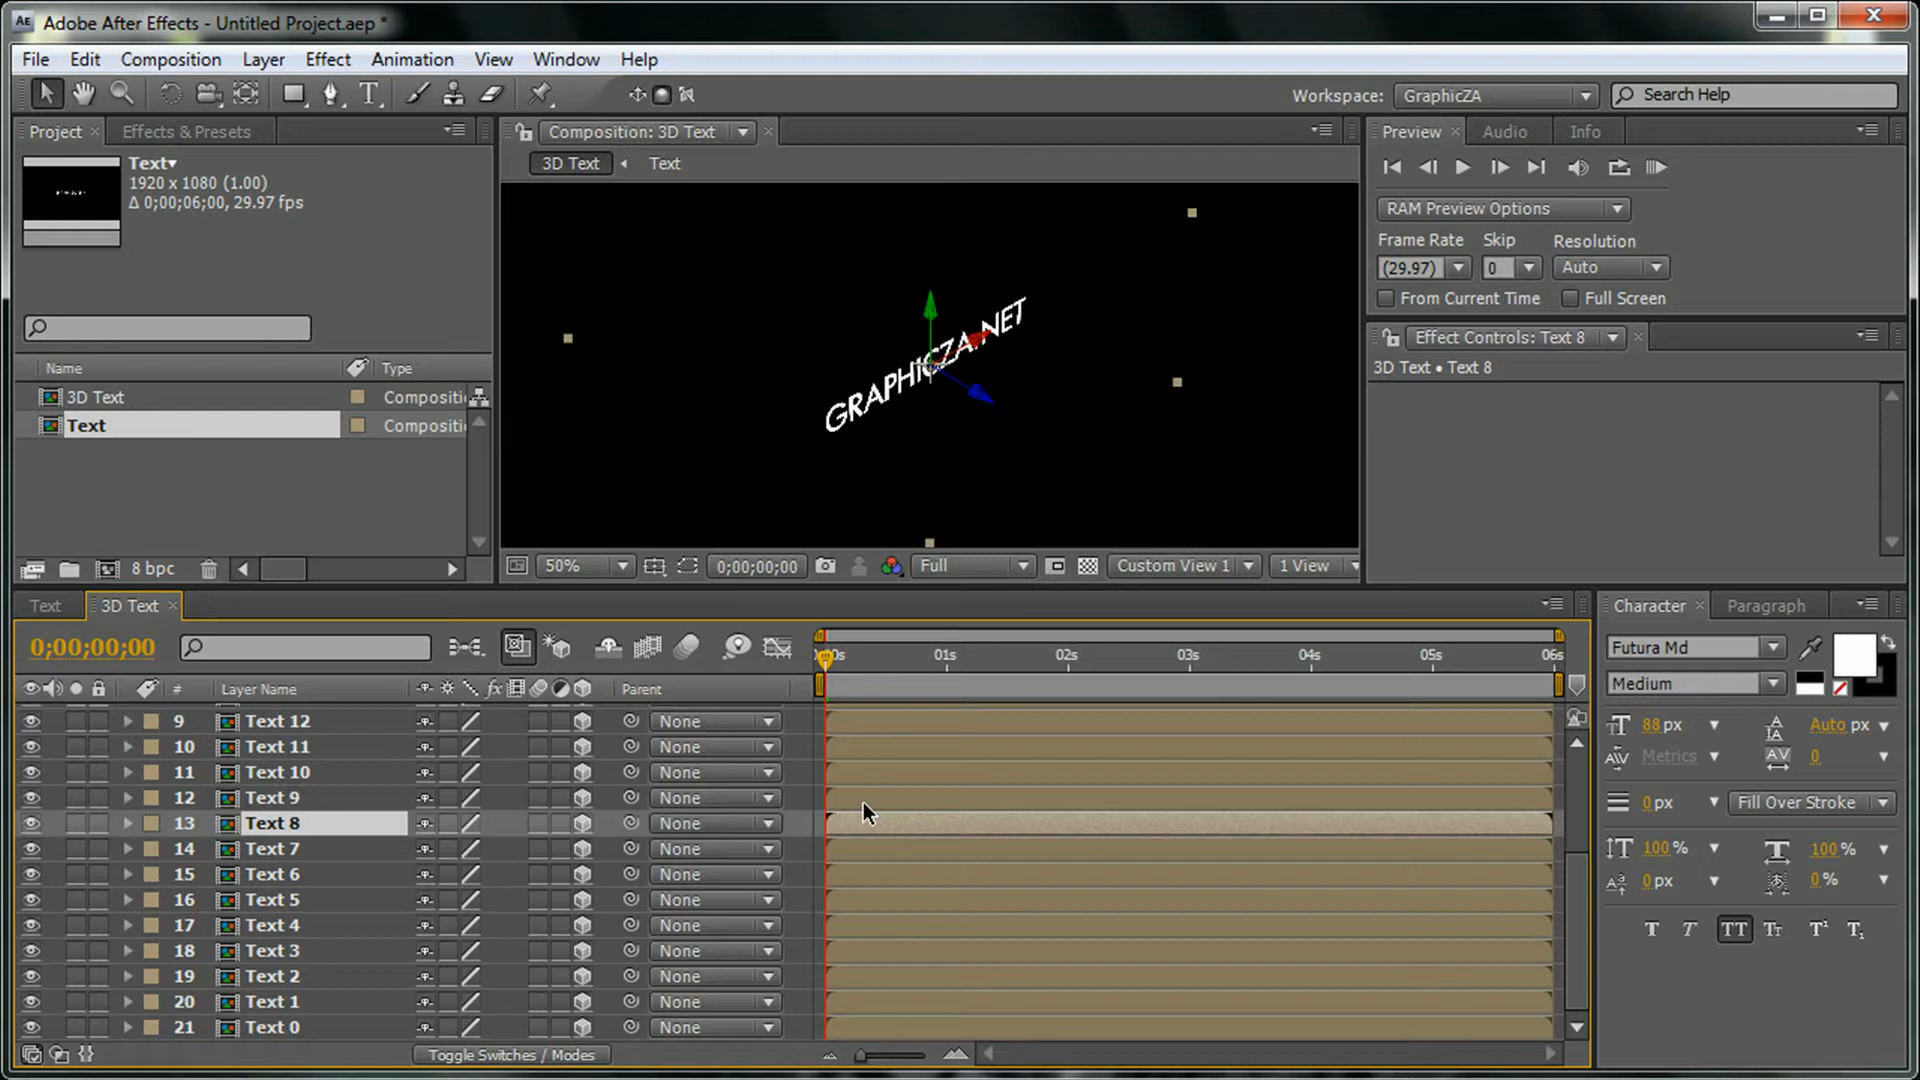 Adobe After Effects - Untitled Project.aep *
File Edit Composition Layer Effect Animation View Window Help
Workspace: GraphicZA Search Help
Project Effects & Presets Composition: 3D Text Preview Audio Info
Text
1920 x 1080 (1.00)
Δ 0;00;06;00, 29.97 fps
3D Text Text
RAM Preview Options
Frame Rate Skip Resolution
(29.97) 0 Auto
From Current Time Full Screen
Effect Controls: Text 8
3D Text • Text 8
Name Type
3D Text Compositi
Text Compositi
GRAPHICZA.NET
8 bpc
50% 0;00;00;00 Full Custom View 1 1 View
Text 3D Text
Character Paragraph
0;00;00;00
0s 01s 02s 03s 04s 05s 06s
# Layer Name fx Parent
9 Text 12 None
10 Text 11 None
11 Text 10 None
12 Text 9 None
13 Text 8 None
14 Text 7 None
15 Text 6 None
16 Text 5 None
17 Text 4 None
18 Text 3 None
19 Text 2 None
20 Text 1 None
21 Text 0 None
Toggle Switches / Modes
Futura Md
Medium
88 px Auto px
Metrics 0
0 px Fill Over Stroke
100 % 100 %
0 px 0 %
T T TT Tt T¹ T₁